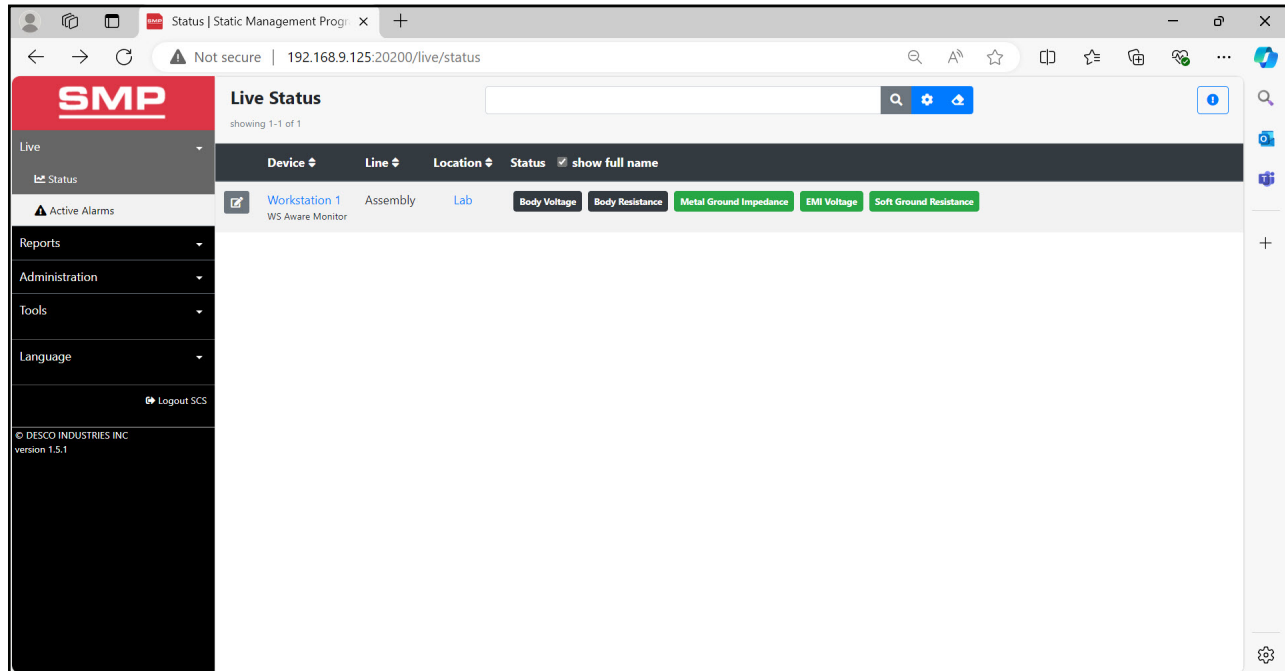 Status | Static Management Progr
Not secure | 192.168.9.125:20200/live/status
SMP
Live
Status
Active Alarms
Reports
Administration
Tools
Language
Logout SCS
© DESCO INDUSTRIES INC
version 1.5.1
Live Status
showing 1-1 of 1
Device Line Location Status show full name
Workstation 1 Assembly Lab Body Voltage Body Resistance Metal Ground Impedance EMI Voltage Soft Ground Resistance
WS Aware Monitor